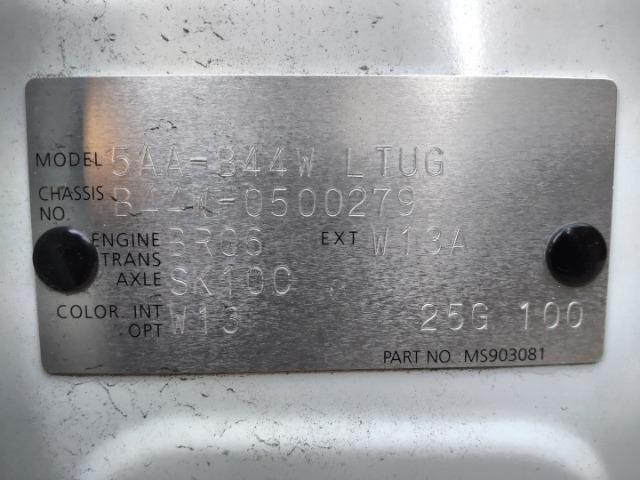 MODEL 5AA-B44W LTUG
CHASSIS NO. B44W-0500279
ENGINE BR06 EXT W13A
TRANS
AXLE SK10C
COLOR. INT W13
OPT 25G 100
PART NO. MS903081